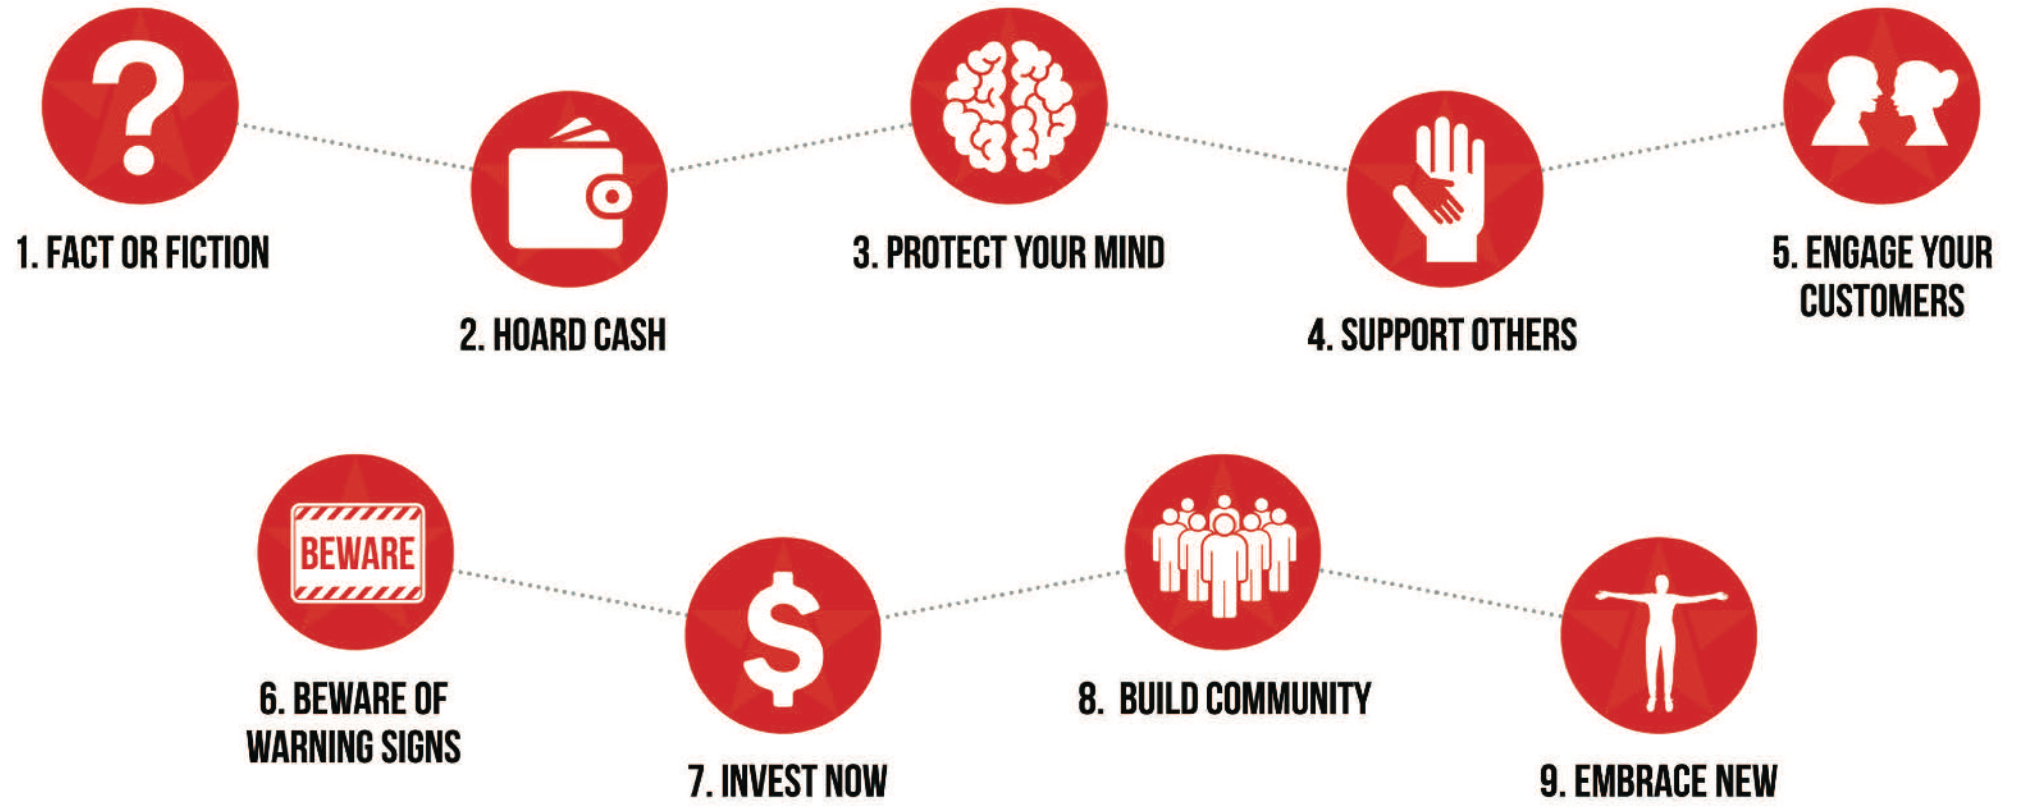 1. FACT OR FICTION
2. HOARD CASH
3. PROTECT YOUR MIND
4. SUPPORT OTHERS
5. ENGAGE YOUR
CUSTOMERS
BEWARE
6. BEWARE OF
WARNING SIGNS
$
7. INVEST NOW
8. BUILD COMMUNITY
9. EMBRACE NEW